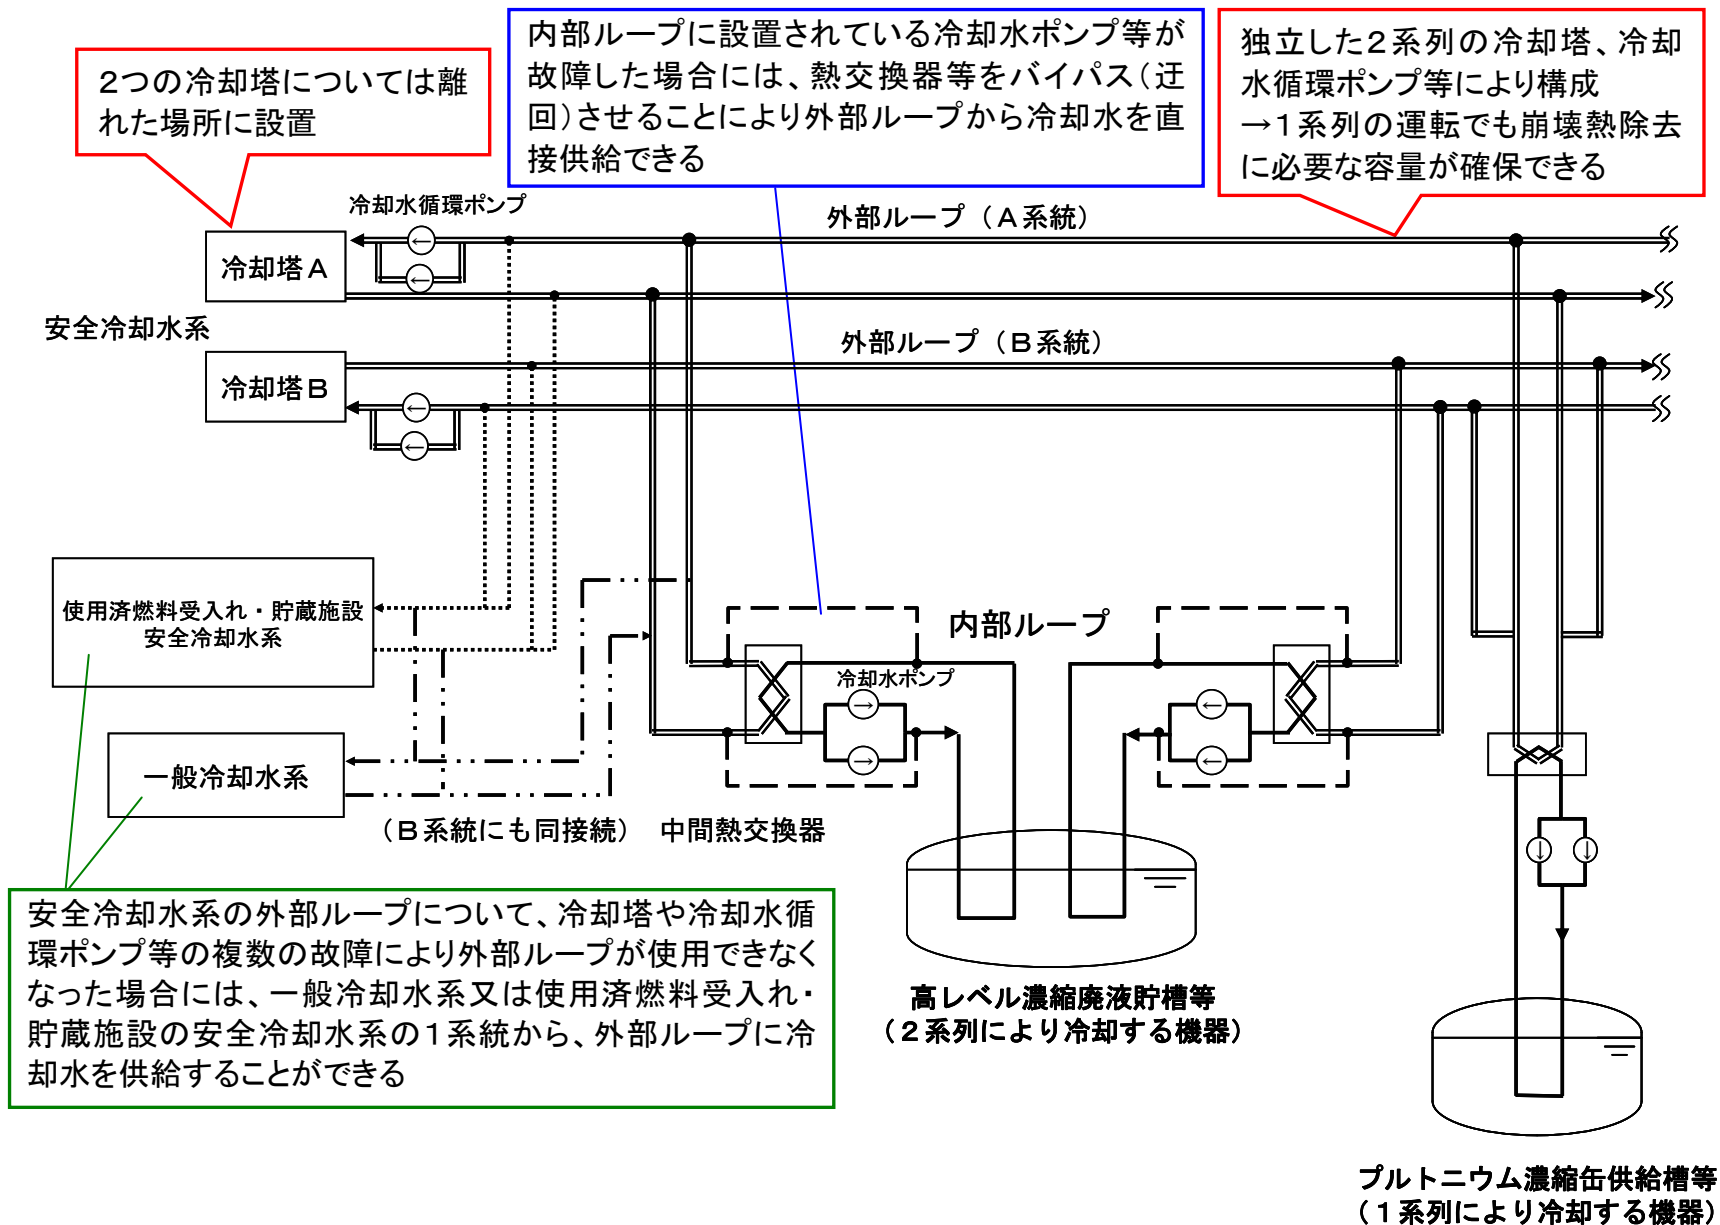 2つの冷却塔については離
れた場所に設置
内部ループに設置されている冷却水ポンプ等が
故障した場合には、熱交換器等をバイパス(迂
回)させることにより外部ループから冷却水を直
接供給できる
独立した2系列の冷却塔、冷却
水循環ポンプ等により構成
→1系列の運転でも崩壊熱除去
に必要な容量が確保できる
冷却水循環ポンプ
外部ループ(A系統)
冷却塔A
安全冷却水系
外部ループ(B系統)
冷却塔B
使用済燃料受入れ・貯蔵施設
安全冷却水系
内部ループ
冷却水ポンプ
一般冷却水系
(B系統にも同接続)
中間熱交換器
安全冷却水系の外部ループについて、冷却塔や冷却水循
環ポンプ等の複数の故障により外部ループが使用できなく
なった場合には、一般冷却水系又は使用済燃料受入れ・
貯蔵施設の安全冷却水系の1系統から、外部ループに冷
却水を供給することができる
高レベル濃縮廃液貯槽等
(2系列により冷却する機器)
プルトニウム濃縮缶供給槽等
(1系列により冷却する機器)